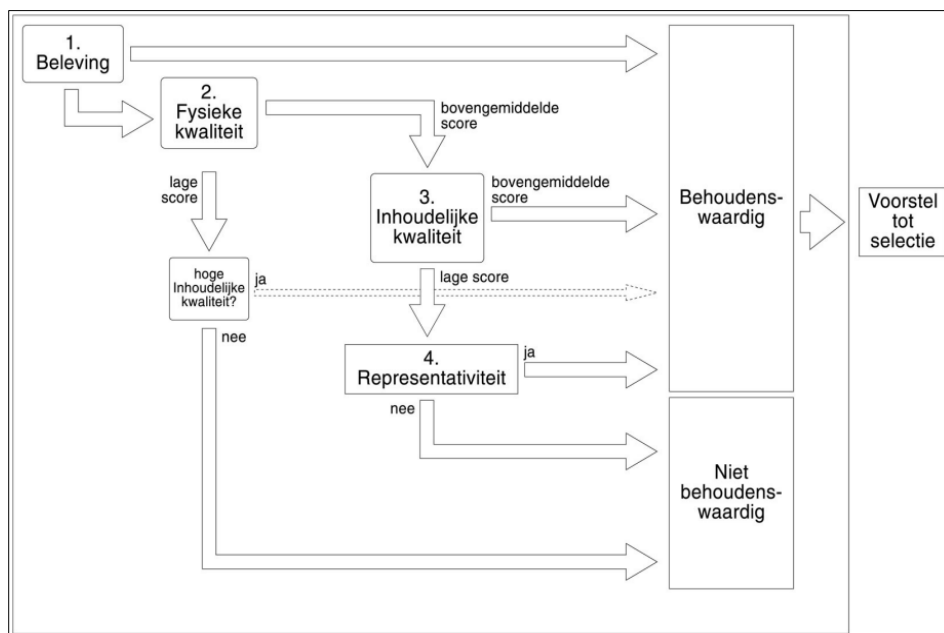 1.
Beleving
2.
Fysieke
kwaliteit
bovengemiddelde
score
lage
score
3.
Inhoudelijke
kwaliteit
bovengemiddelde
score
Behoudens-
waardig
Voorstel
tot
selectie
hoge
Inhoudelijke
kwaliteit?
ja
lage score
nee
4.
Representativiteit
ja
nee
Niet
behoudens-
waardig